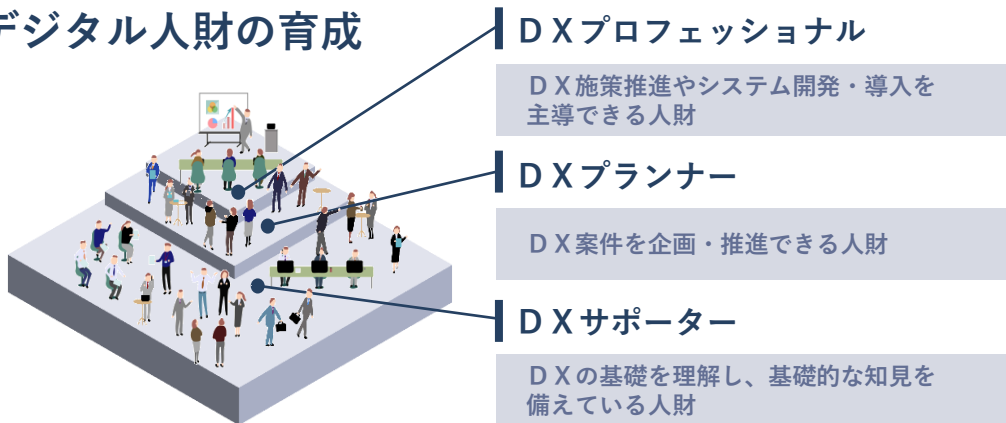 デジタル人財の育成
ＤＸプロフェッショナル
ＤＸ施策推進やシステム開発・導入を
主導できる人財
ＤＸプランナー
ＤＸ案件を企画・推進できる人財
ＤＸサポーター
ＤＸの基礎を理解し、基礎的な知見を
備えている人財